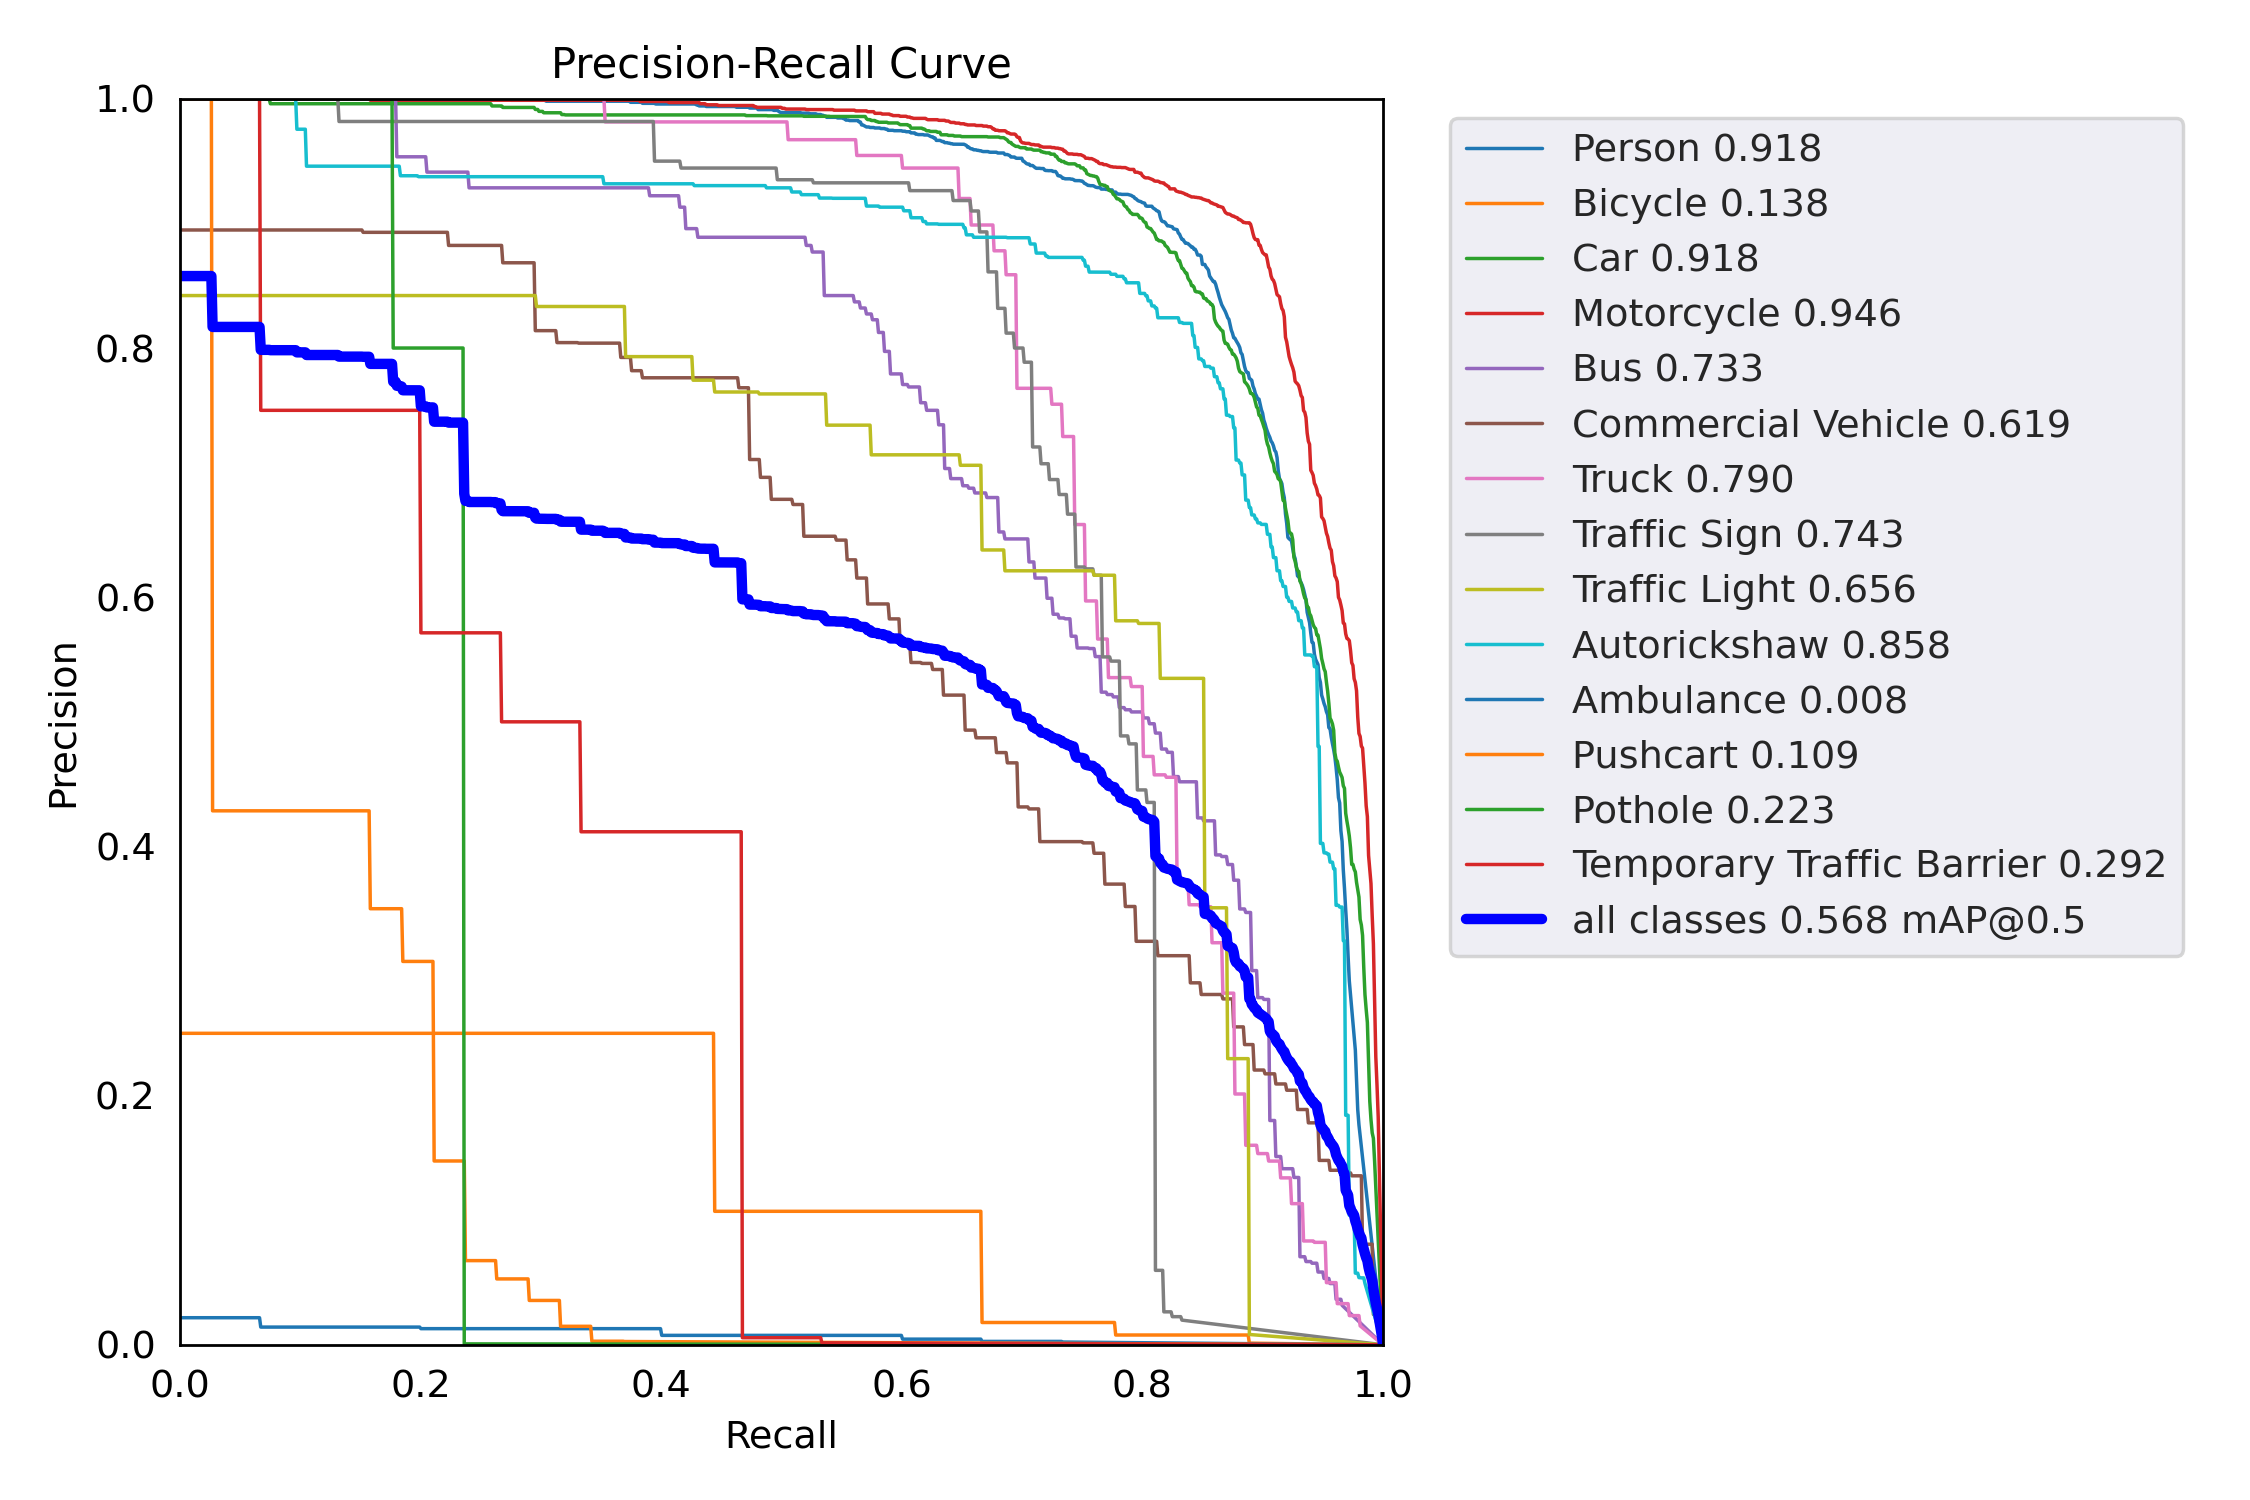 Precision-Recall Curve
1.0
0.8
0.6
0.4
0.2
0.0
Precision
0.0 0.2 0.4 0.6 0.8 1.0
Recall
Person 0.918
Bicycle 0.138
Car 0.918
Motorcycle 0.946
Bus 0.733
Commercial Vehicle 0.619
Truck 0.790
Traffic Sign 0.743
Traffic Light 0.656
Autorickshaw 0.858
Ambulance 0.008
Pushcart 0.109
Pothole 0.223
Temporary Traffic Barrier 0.292
all classes 0.568 mAP@0.5